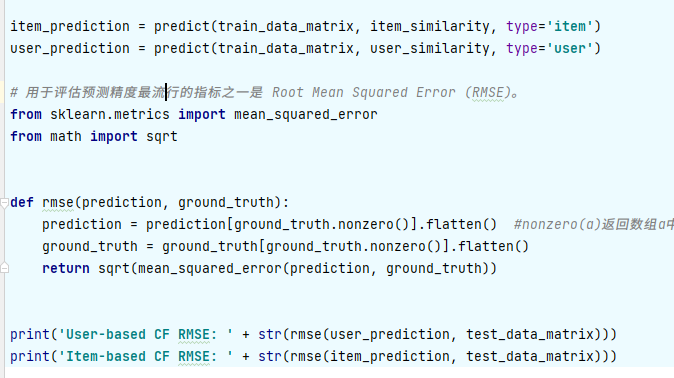 item_prediction = predict(train_data_matrix, item_similarity, type='item')
user_prediction = predict(train_data_matrix, user_similarity, type='user')
# 用于评估预测精度最流行的指标之一是 Root Mean Squared Error (RMSE)。
from sklearn.metrics import mean_squared_error
from math import sqrt
def rmse(prediction, ground_truth):
    prediction = prediction[ground_truth.nonzero()].flatten()  #nonzero(a)返回数组a中
    ground_truth = ground_truth[ground_truth.nonzero()].flatten()
    return sqrt(mean_squared_error(prediction, ground_truth))
print('User-based CF RMSE: ' + str(rmse(user_prediction, test_data_matrix)))
print('Item-based CF RMSE: ' + str(rmse(item_prediction, test_data_matrix)))